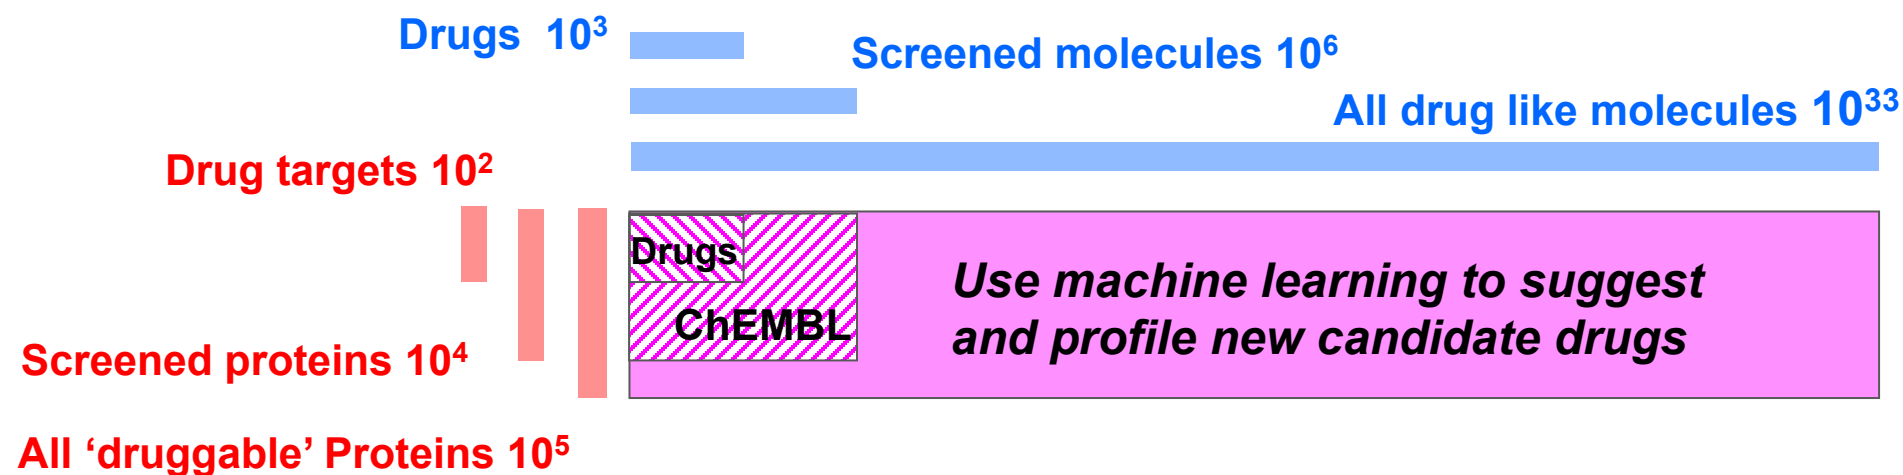 Drugs 10³
Screened molecules 10⁶
All drug like molecules 10³³
Drug targets 10²
Drugs
Use machine learning to suggest
and profile new candidate drugs
ChEMBL
Screened proteins 10⁴
All ‘druggable’ Proteins 10⁵